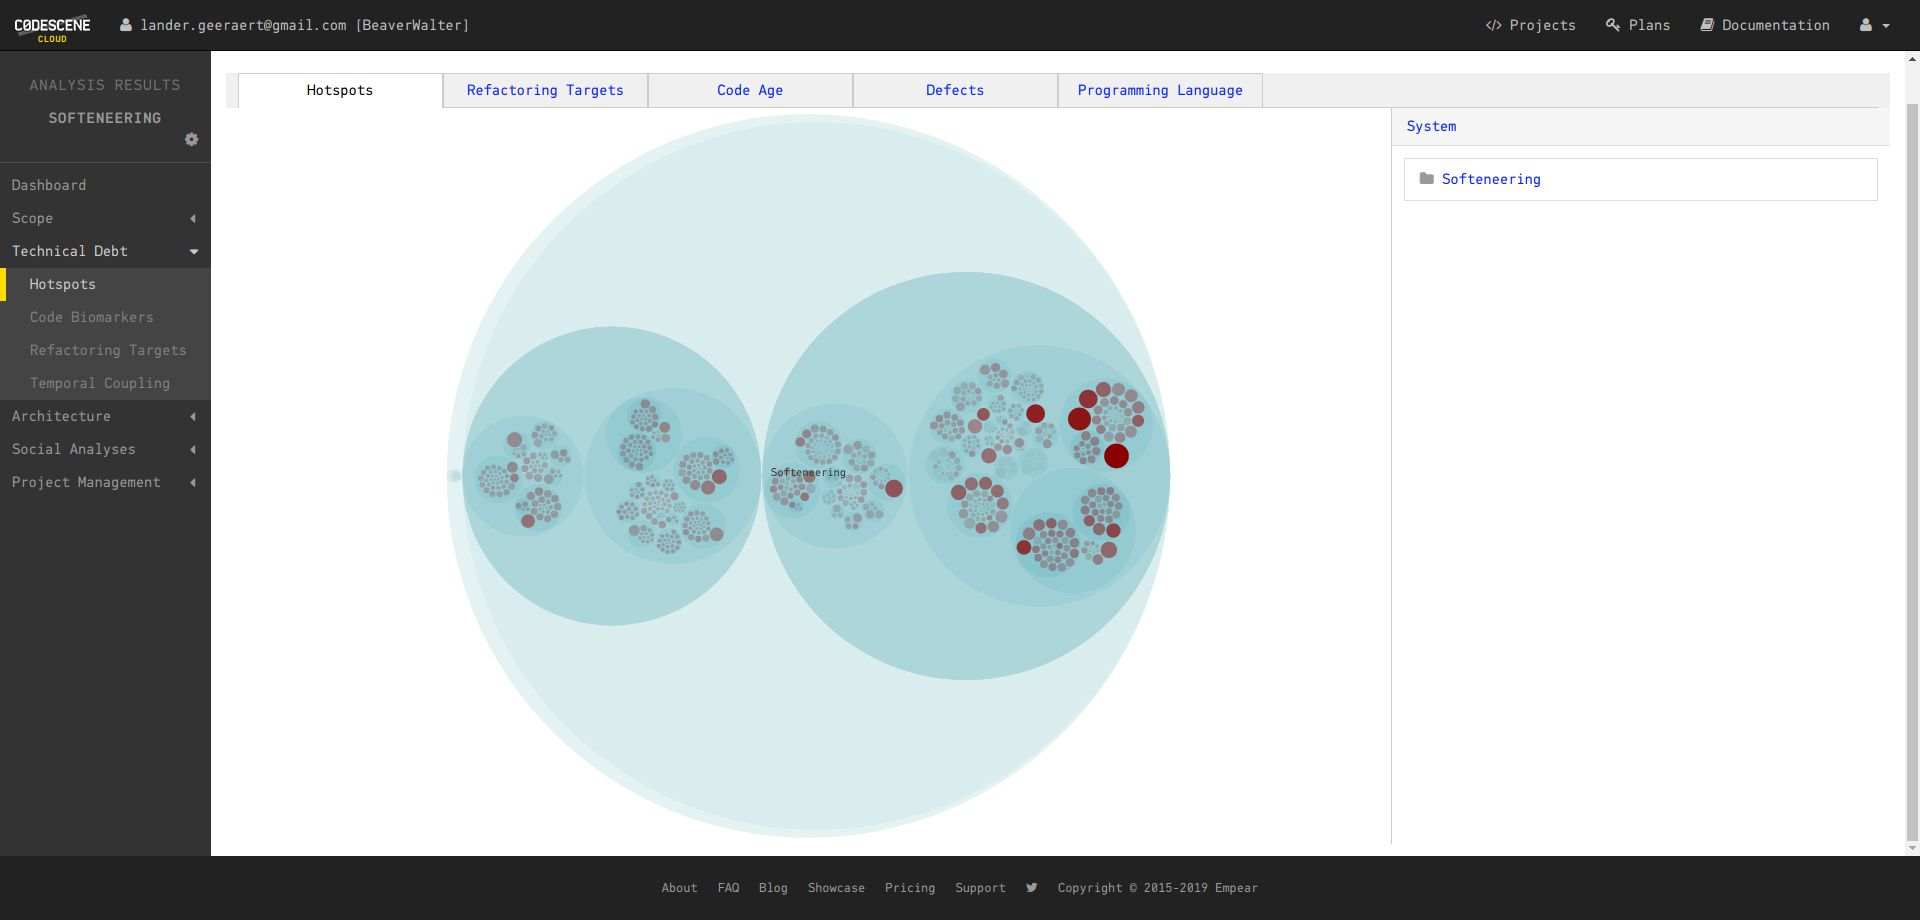 CODESCENE
CLOUD
lander.geeraert@gmail.com [BeaverWalter]
Projects
Plans
Documentation
ANALYSIS RESULTS
SOFTENEERING
Dashboard
Scope
Technical Debt
Hotspots
Code Biomarkers
Refactoring Targets
Temporal Coupling
Architecture
Social Analyses
Project Management
Hotspots
Refactoring Targets
Code Age
Defects
Programming Language
Softeneering
System
Softeneering
About
FAQ
Blog
Showcase
Pricing
Support
Copyright © 2015-2019 Empear